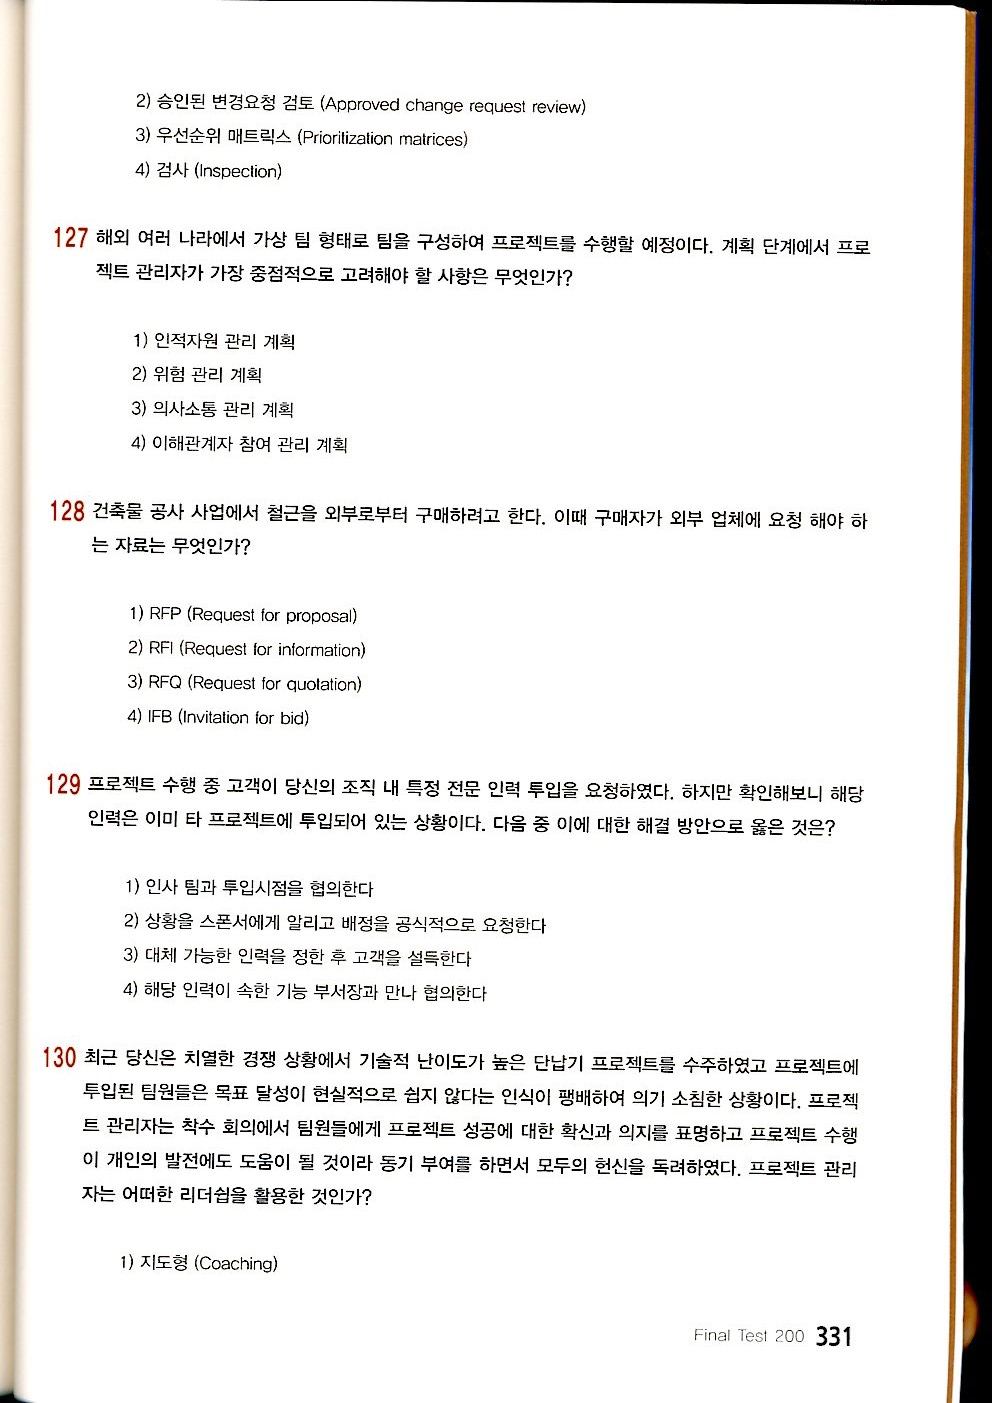 2) 승인된 변경요청 검토 (Approved change request review)
3) 우선순위 매트릭스 (Prioritization matrices)
4) 검사 (Inspection)
127 해외 여러 나라에서 가상 팀 형태로 팀을 구성하여 프로젝트를 수행할 예정이다. 계획 단계에서 프로
젝트 관리자가 가장 중점적으로 고려해야 할 사항은 무엇인가?
1) 인적자원 관리 계획
2) 위험 관리 계획
3) 의사소통 관리 계획
4) 이해관계자 참여 관리 계획
128 건축물 공사 사업에서 철근을 외부로부터 구매하려고 한다. 이때 구매자가 외부 업체에 요청 해야 하
는 자료는 무엇인가?
1) RFP (Request for proposal)
2) RFI (Request for information)
3) RFQ (Request for quotation)
4) IFB (Invitation for bid)
129 프로젝트 수행 중 고객이 당신의 조직 내 특정 전문 인력 투입을 요청하였다. 하지만 확인해보니 해당
인력은 이미 타 프로젝트에 투입되어 있는 상황이다. 다음 중 이에 대한 해결 방안으로 옳은 것은?
1) 인사 팀과 투입시점을 협의한다
2) 상황을 스폰서에게 알리고 배정을 공식적으로 요청한다
3) 대체 가능한 인력을 정한 후 고객을 설득한다
4) 해당 인력이 속한 기능 부서장과 만나 협의한다
130 최근 당신은 치열한 경쟁 상황에서 기술적 난이도가 높은 단납기 프로젝트를 수주하였고 프로젝트에
투입된 팀원들은 목표 달성이 현실적으로 쉽지 않다는 인식이 팽배하여 의기 소침한 상황이다. 프로젝
트 관리자는 착수 회의에서 팀원들에게 프로젝트 성공에 대한 확신과 의지를 표명하고 프로젝트 수행
이 개인의 발전에도 도움이 될 것이라 동기 부여를 하면서 모두의 헌신을 독려하였다. 프로젝트 관리
자는 어떠한 리더쉽을 활용한 것인가?
1) 지도형 (Coaching)
Final Test 200 331